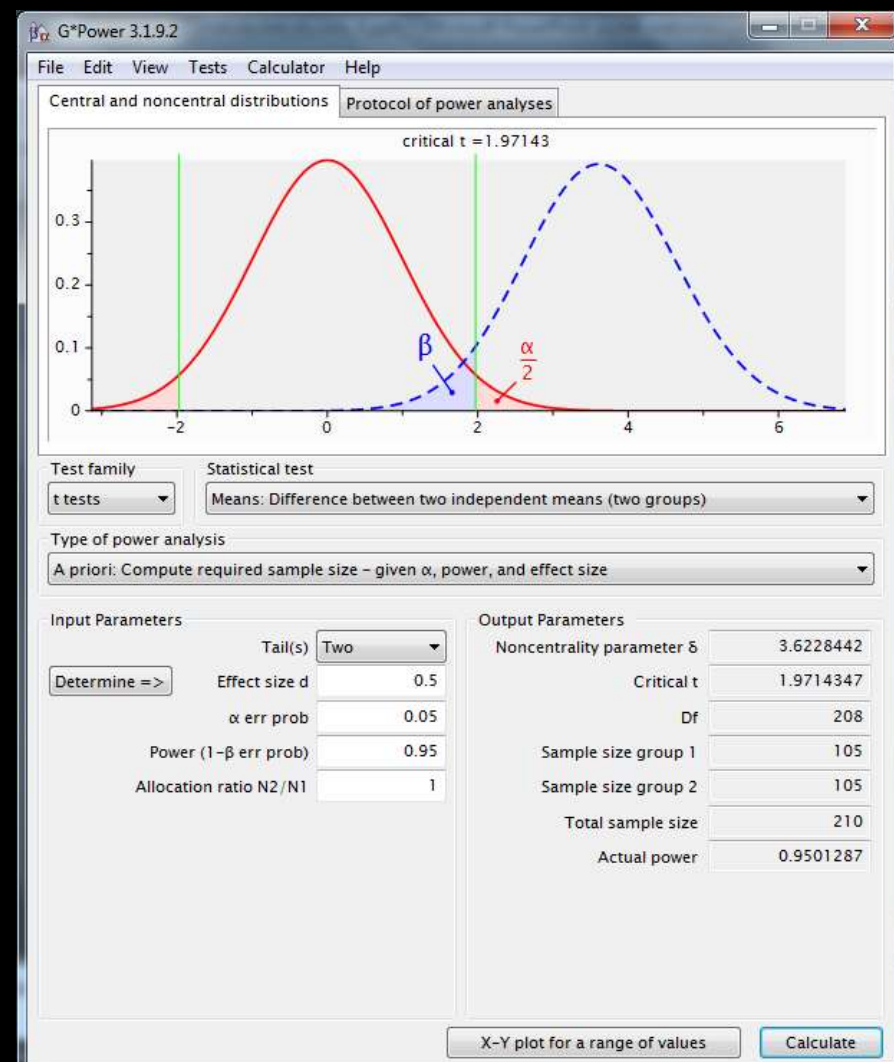 βα G*Power 3.1.9.2
File Edit View Tests Calculator Help
Central and noncentral distributions Protocol of power analyses
critical t =1.97143
0.3
0.2
0.1
0
β
α
2
-2 0 2 4 6
Test family Statistical test
t tests Means: Difference between two independent means (two groups)
Type of power analysis
A priori: Compute required sample size – given α, power, and effect size
Input Parameters
Tail(s) Two
Determine => Effect size d 0.5
α err prob 0.05
Power (1-β err prob) 0.95
Allocation ratio N2/N1 1
Output Parameters
Noncentrality parameter δ 3.6228442
Critical t 1.9714347
Df 208
Sample size group 1 105
Sample size group 2 105
Total sample size 210
Actual power 0.9501287
X-Y plot for a range of values Calculate